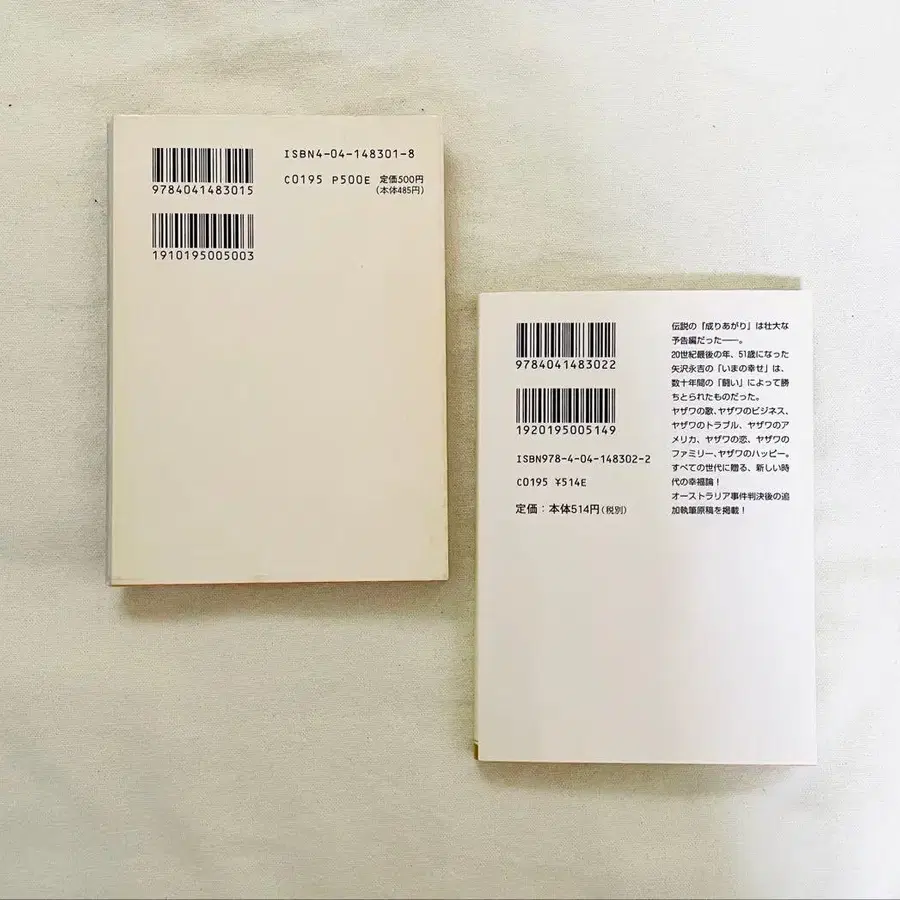 9784041483015
1910195005003
ISBN4-04-148301-8
C0195 P500E 定価500円
(本体485円)
9784041483022
1920195005149
ISBN978-4-04-148302-2
C0195 ¥514E
定価：本体514円(税別)
伝説の「成りあがり」は壮大な
予告編だった――。
20世紀最後の年、51歳になった
矢沢永吉の「いまの幸せ」は、
数十年間の「闘い」によって勝
ちとられたものだった。
ヤザワの歌、ヤザワのビジネス、
ヤザワのトラブル、ヤザワのア
メリカ、ヤザワの恋、ヤザワの
ファミリー、ヤザワのハッピー。
すべての世代に贈る、新しい時
代の幸福論！
オーストラリア事件判決後の追
加執筆原稿を掲載！